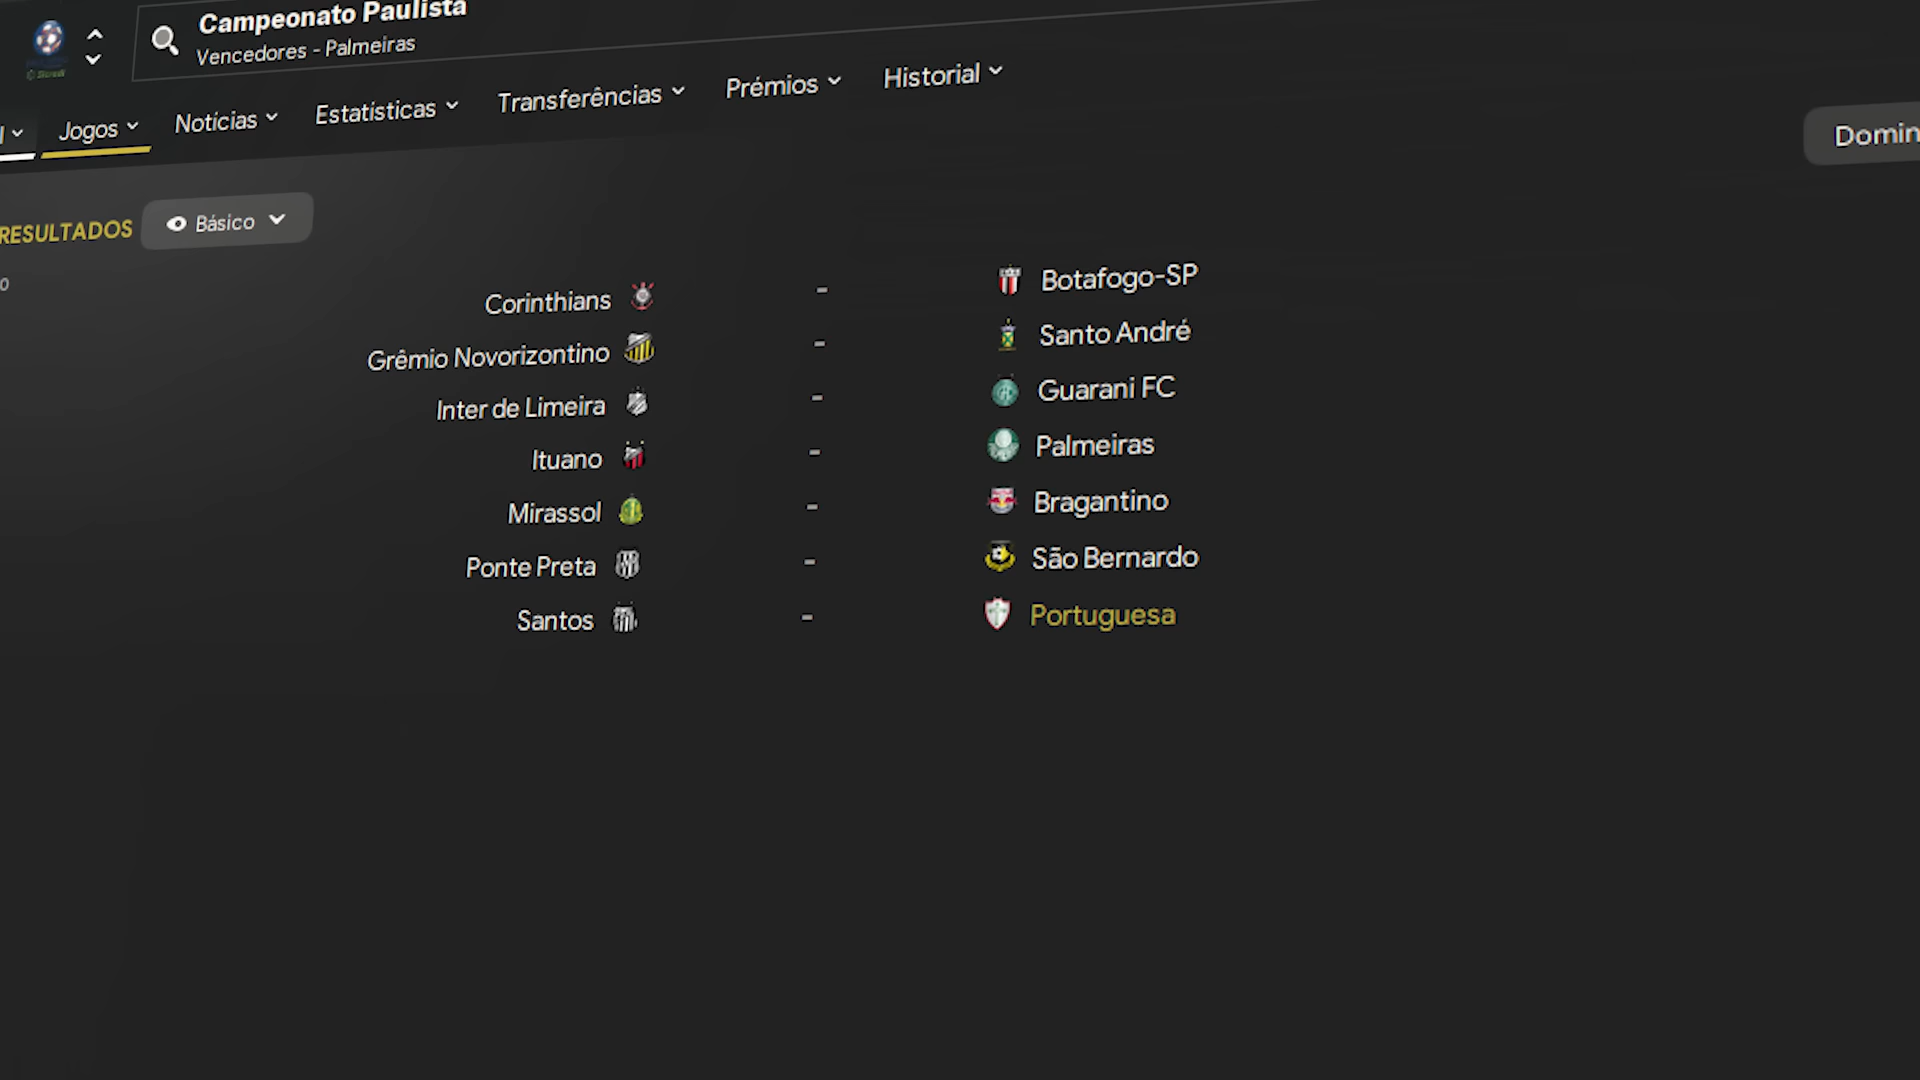 Campeonato Paulista
Vencedores - Palmeiras
Jogos
Notícias
Estatísticas
Transferências
Prémios
Historial
Domin
RESULTADOS
Básico
Corinthians - Botafogo-SP
Grêmio Novorizontino - Santo André
Inter de Limeira - Guarani FC
Ituano - Palmeiras
Mirassol - Bragantino
Ponte Preta - São Bernardo
Santos - Portuguesa